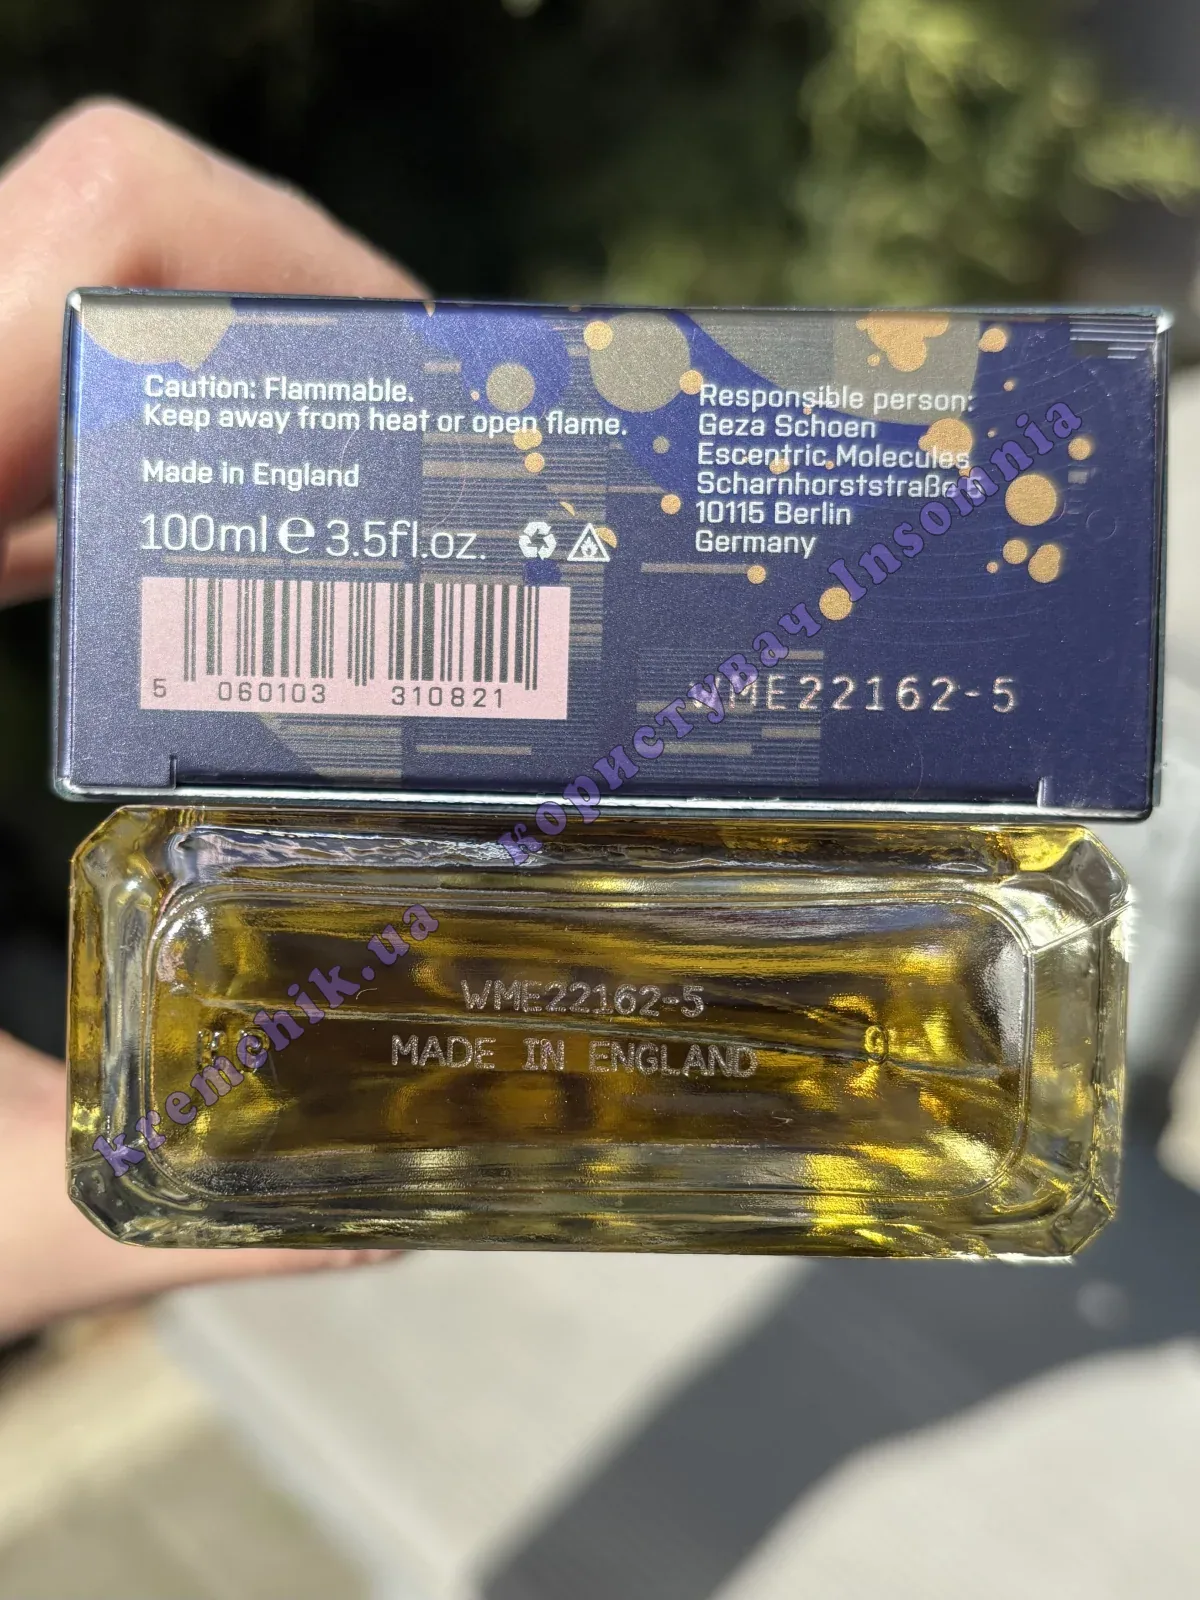 Caution: Flammable.
Keep away from heat or open flame.
Made in England
100ml e 3.5fl.oz.
5 060103 310821
Responsible person:
Geza Schoen
Escentric Molecules
Scharnhorststraße
10115 Berlin
Germany
WME22162-5
WME22162-5
MADE IN ENGLAND
kremchik.ua користувач Insomnia